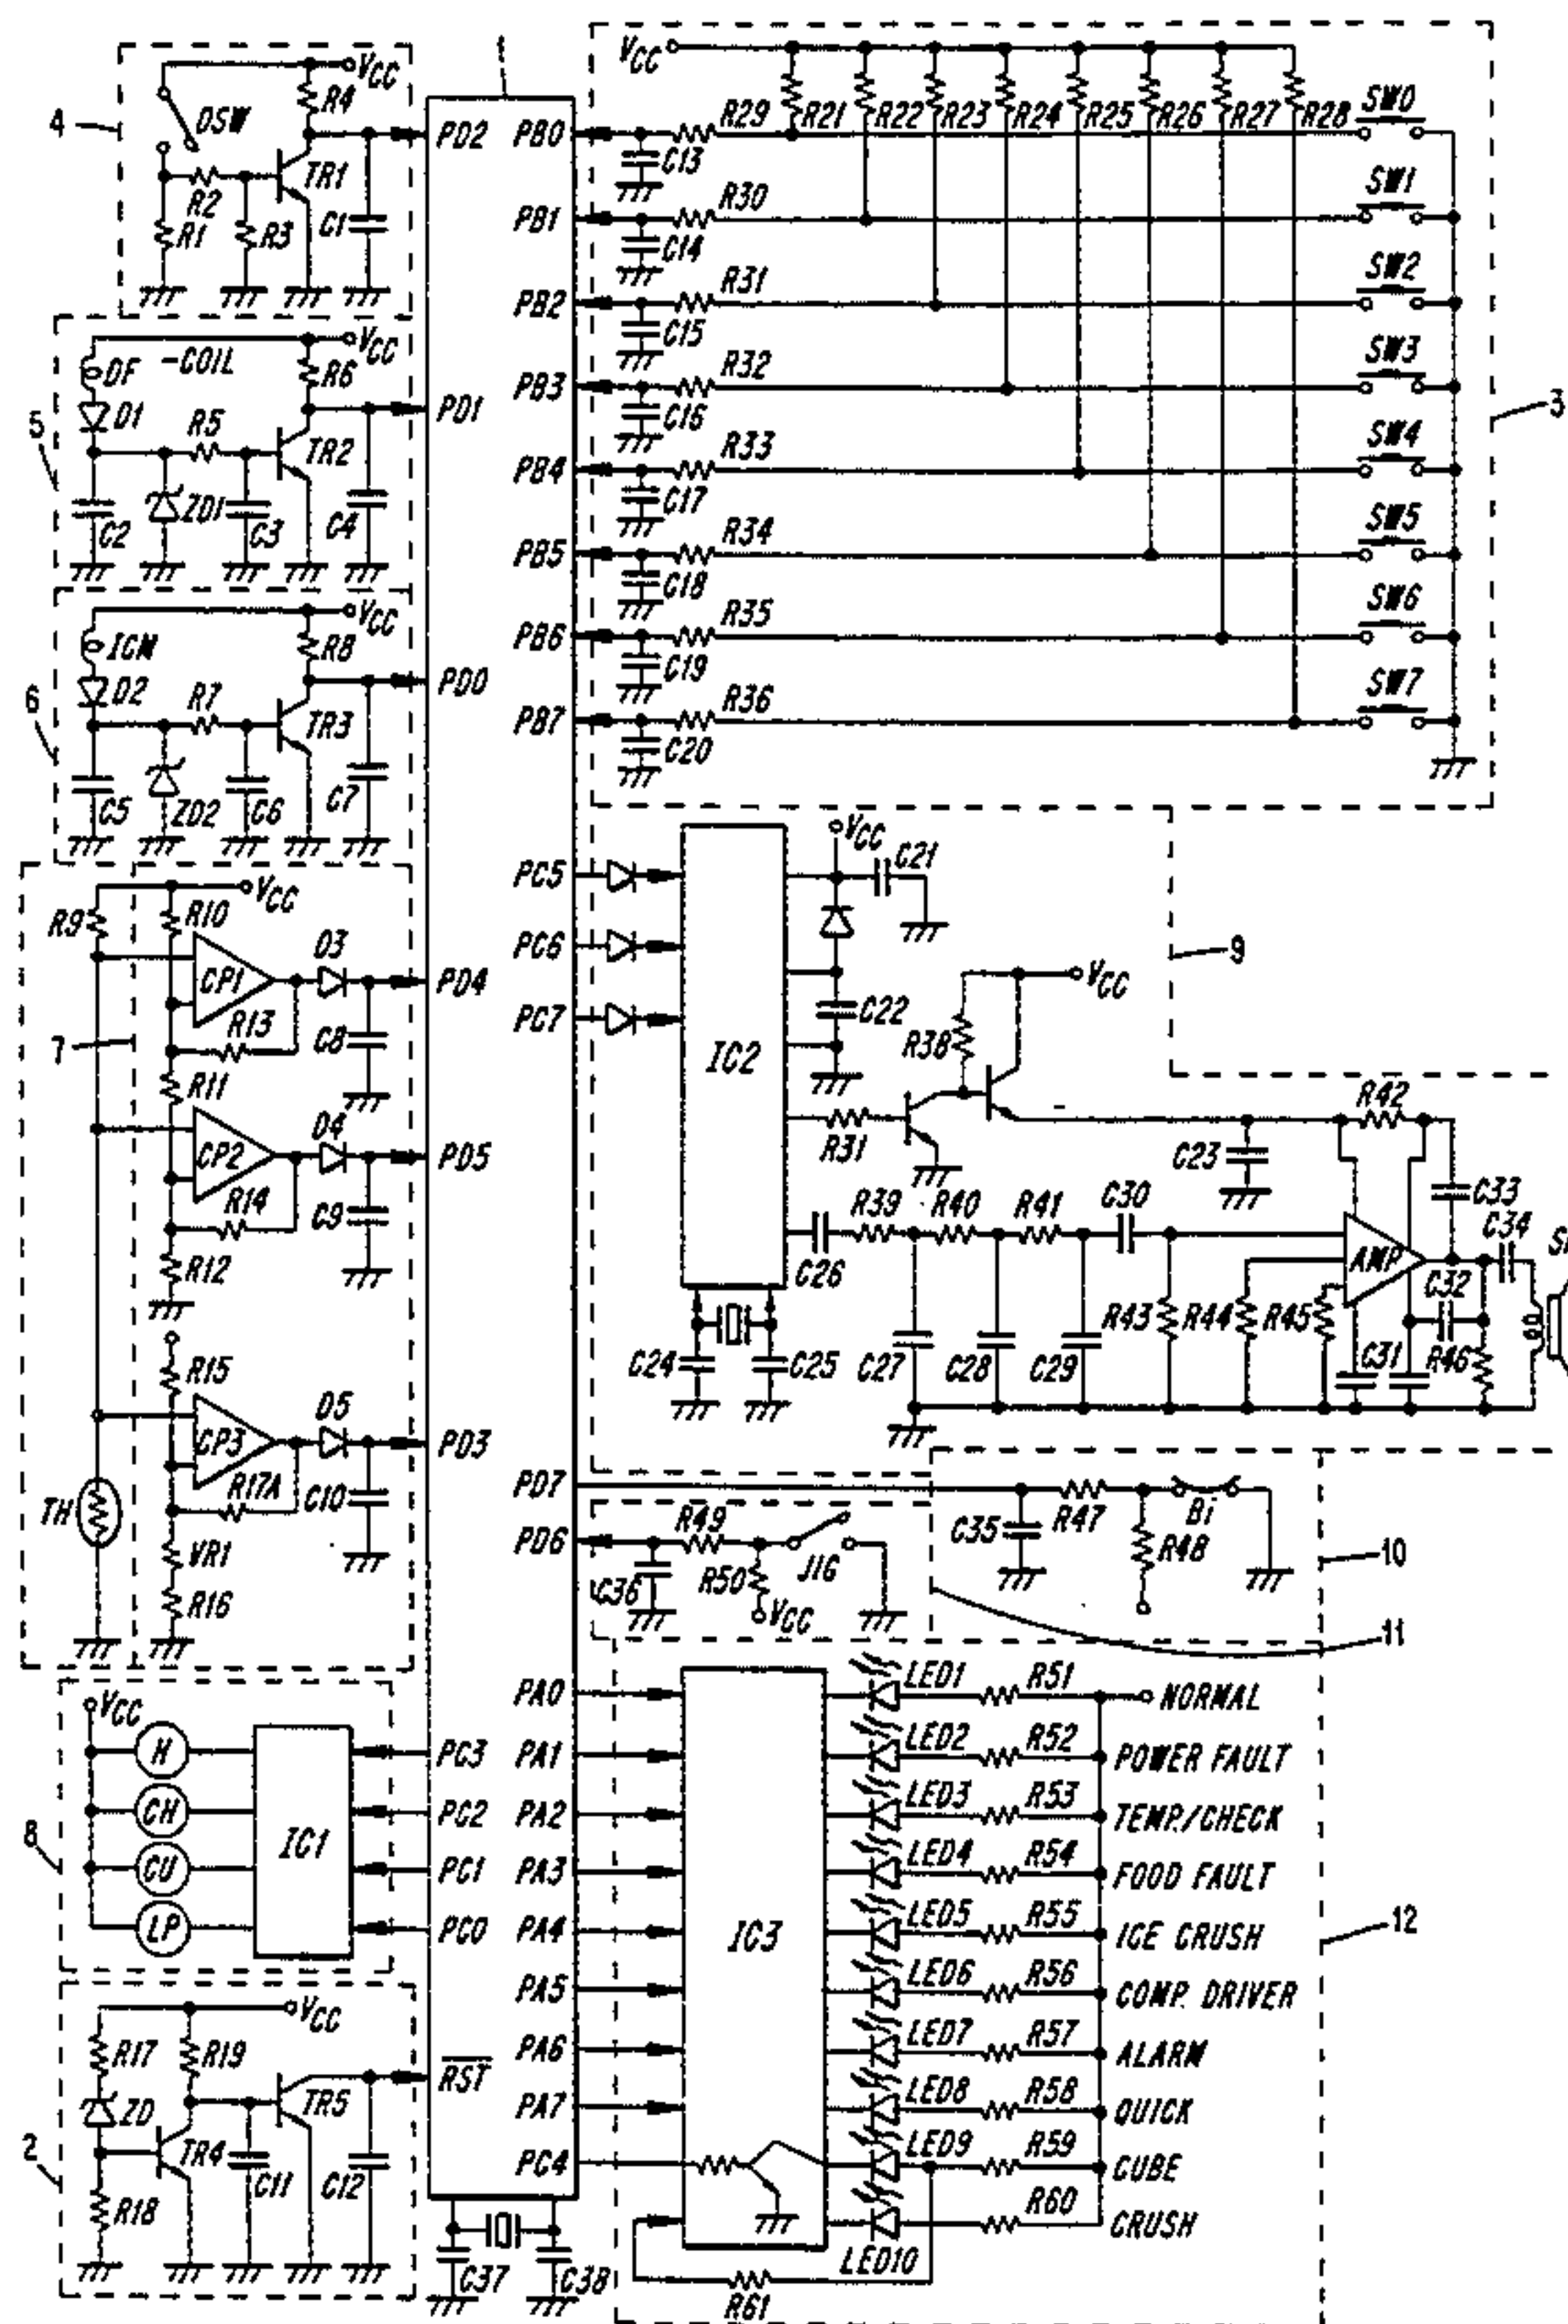 1
VCC
VCC
R4
DSW
4
R2
TR1
R1
R3
C1
PD2
PB0
C13
R29
R21
R22
R23
R24
R25
R26
R27
R28
SW0
PB1
C14
R30
SW1
PB2
C15
R31
SW2
PB3
C16
R32
SW3
3
PB4
C17
R33
SW4
PB5
C18
R34
SW5
PB6
C19
R35
SW6
PB7
C20
R36
SW7
DF -COIL
VCC
R6
D1
R5
TR2
5
C2
ZD1
C3
C4
PD1
ICM
VCC
R8
D2
R7
TR3
6
C5
ZD2
C6
C7
PD0
VCC
R9
R10
D3
CP1
R13
C8
PD4
7
R11
D4
CP2
R14
C9
PD5
R12
R15
D5
CP3
R17A
C10
PD3
TH
VR1
R16
PC5
PC6
PC7
IC2
VCC
C21
C22
9
VCC
R38
R31
C23
R42
C33
C34
C26
R39
R40
R41
C30
AMP
C32
C24
C25
C27
C28
C29
R43
R44
R45
C31
R46
PD7
C35
R47
Bi
R48
10
PD6
C36
R49
R50
JIG
VCC
11
VCC
H
CH
CU
LP
IC1
8
PC3
PC2
PC1
PC0
PA0
LED1
R51
NORMAL
PA1
LED2
R52
POWER FAULT
PA2
LED3
R53
TEMP./CHECK
PA3
LED4
R54
FOOD FAULT
PA4
IC3
LED5
R55
ICE CRUSH
12
PA5
LED6
R56
COMP. DRIVER
PA6
LED7
R57
ALARM
PA7
LED8
R58
QUICK
PC4
LED9
R59
CUBE
LED10
R60
CRUSH
R61
VCC
R17
R19
ZD
TR5
2
TR4
C11
C12
R18
RST
C37
C38